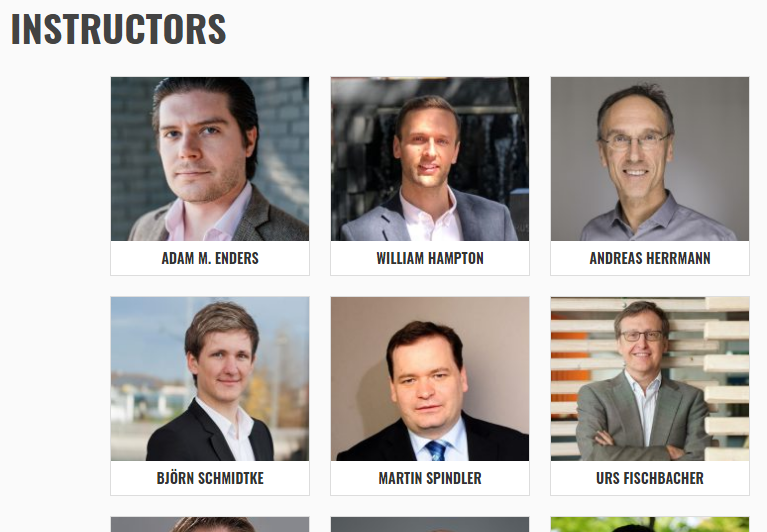 INSTRUCTORS
ADAM M. ENDERS
WILLIAM HAMPTON
ANDREAS HERRMANN
BJÖRN SCHMIDTKE
MARTIN SPINDLER
URS FISCHBACHER